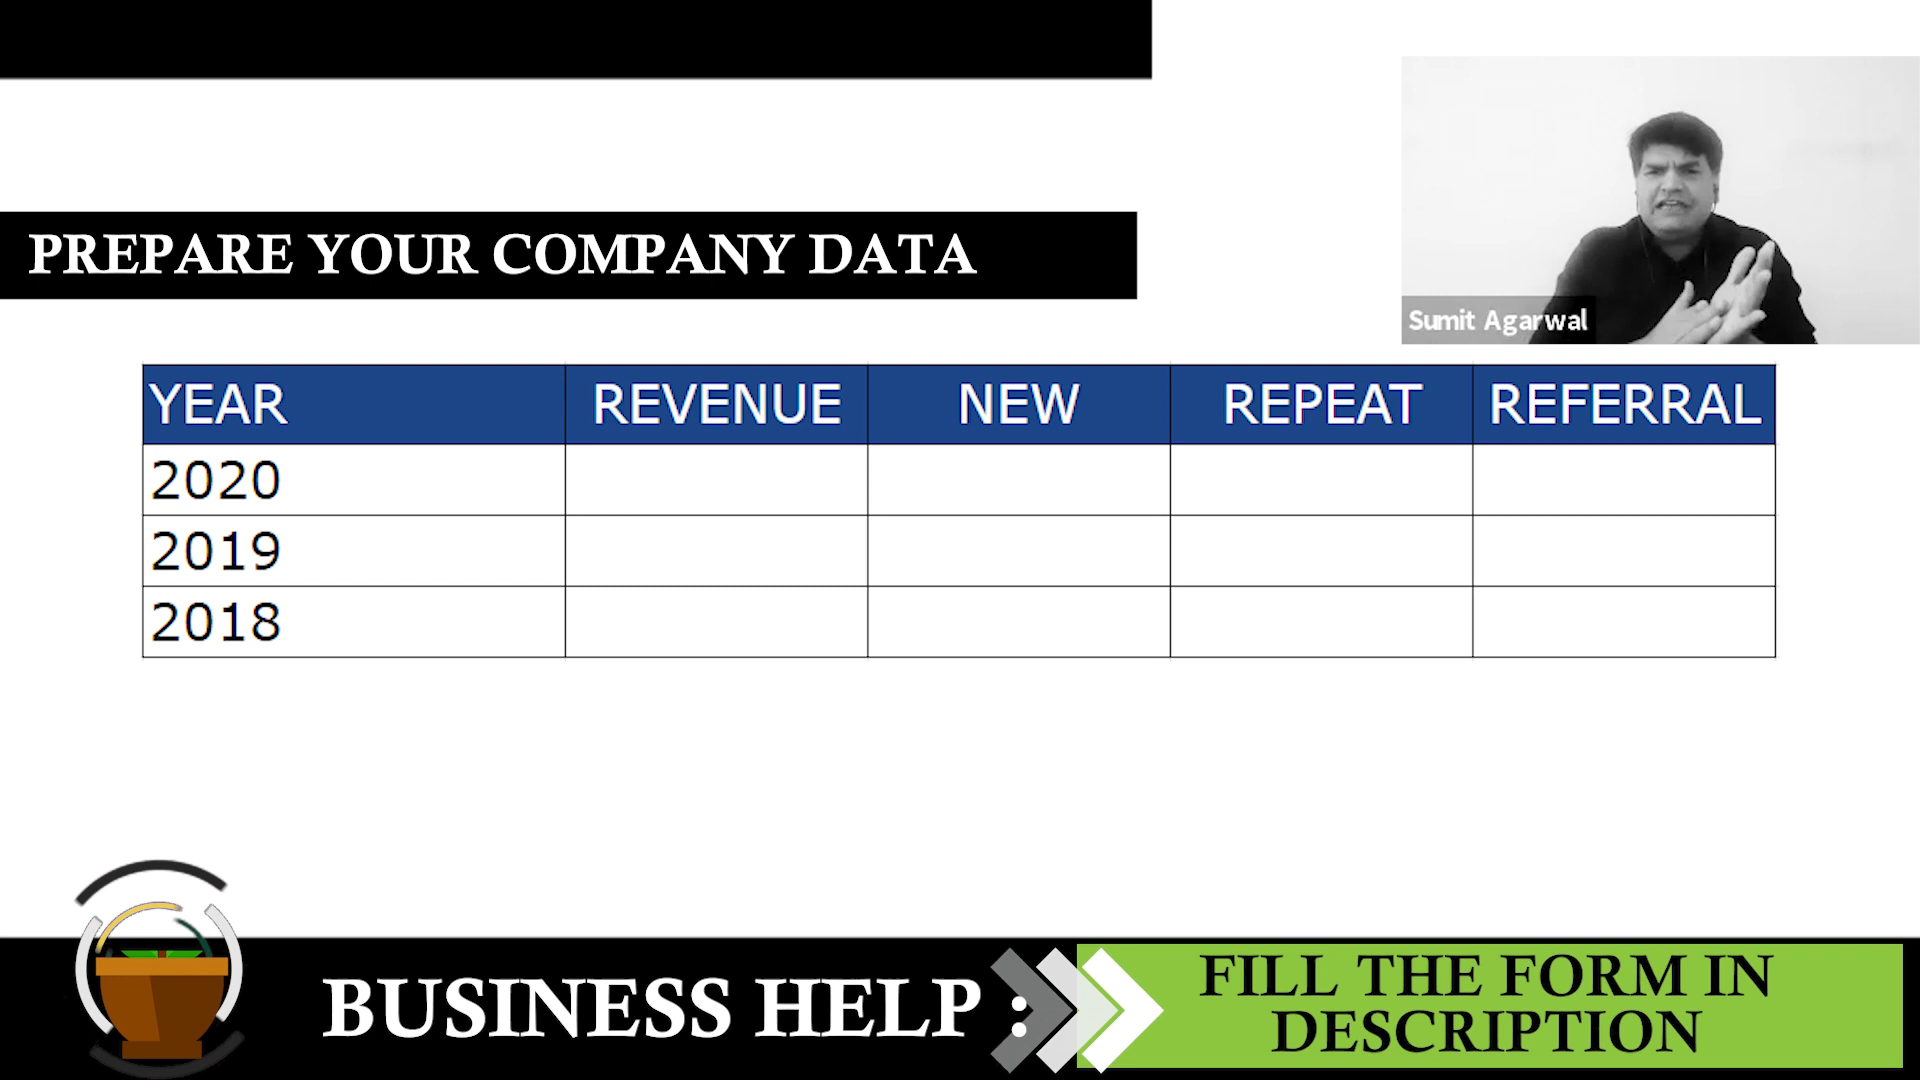 PREPARE YOUR COMPANY DATA
Sumit Agarwal
YEAR REVENUE NEW REPEAT REFERRAL
2020
2019
2018
BUSINESS HELP :
FILL THE FORM IN
DESCRIPTION